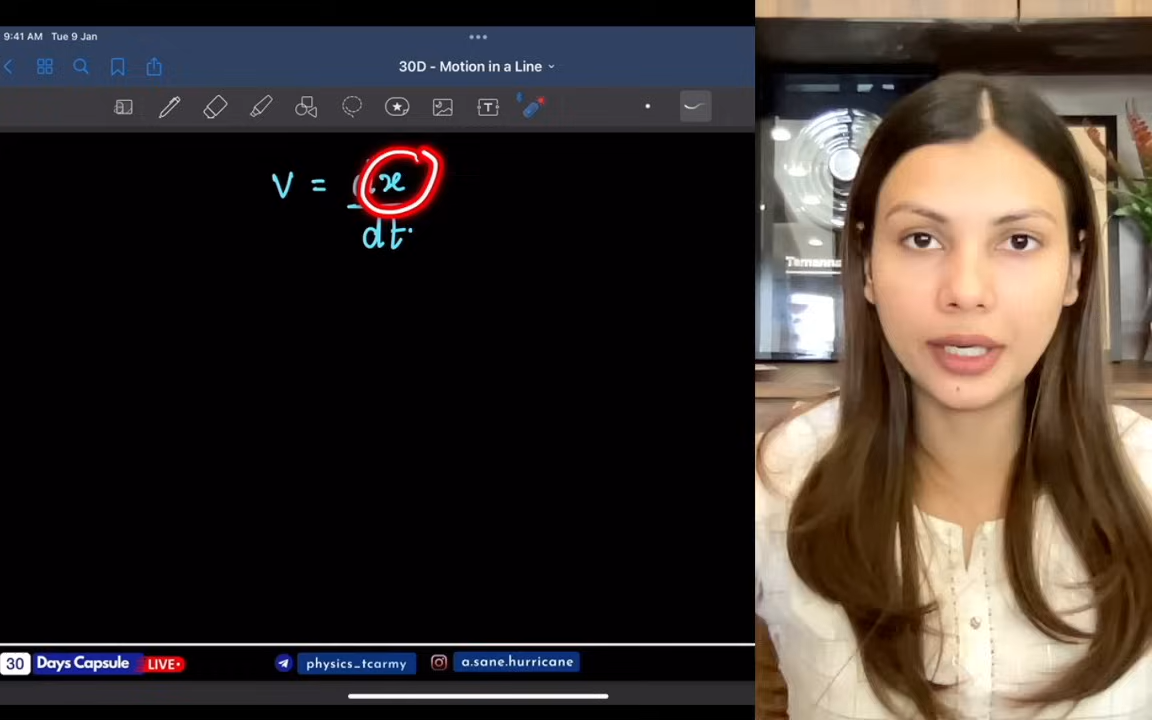 9:41 AM Tue 9 Jan
30D - Motion in a Line
T
V = dx
dt
Tamanna
30 Days Capsule LIVE
physics_tcarmy
a.sane.hurricane